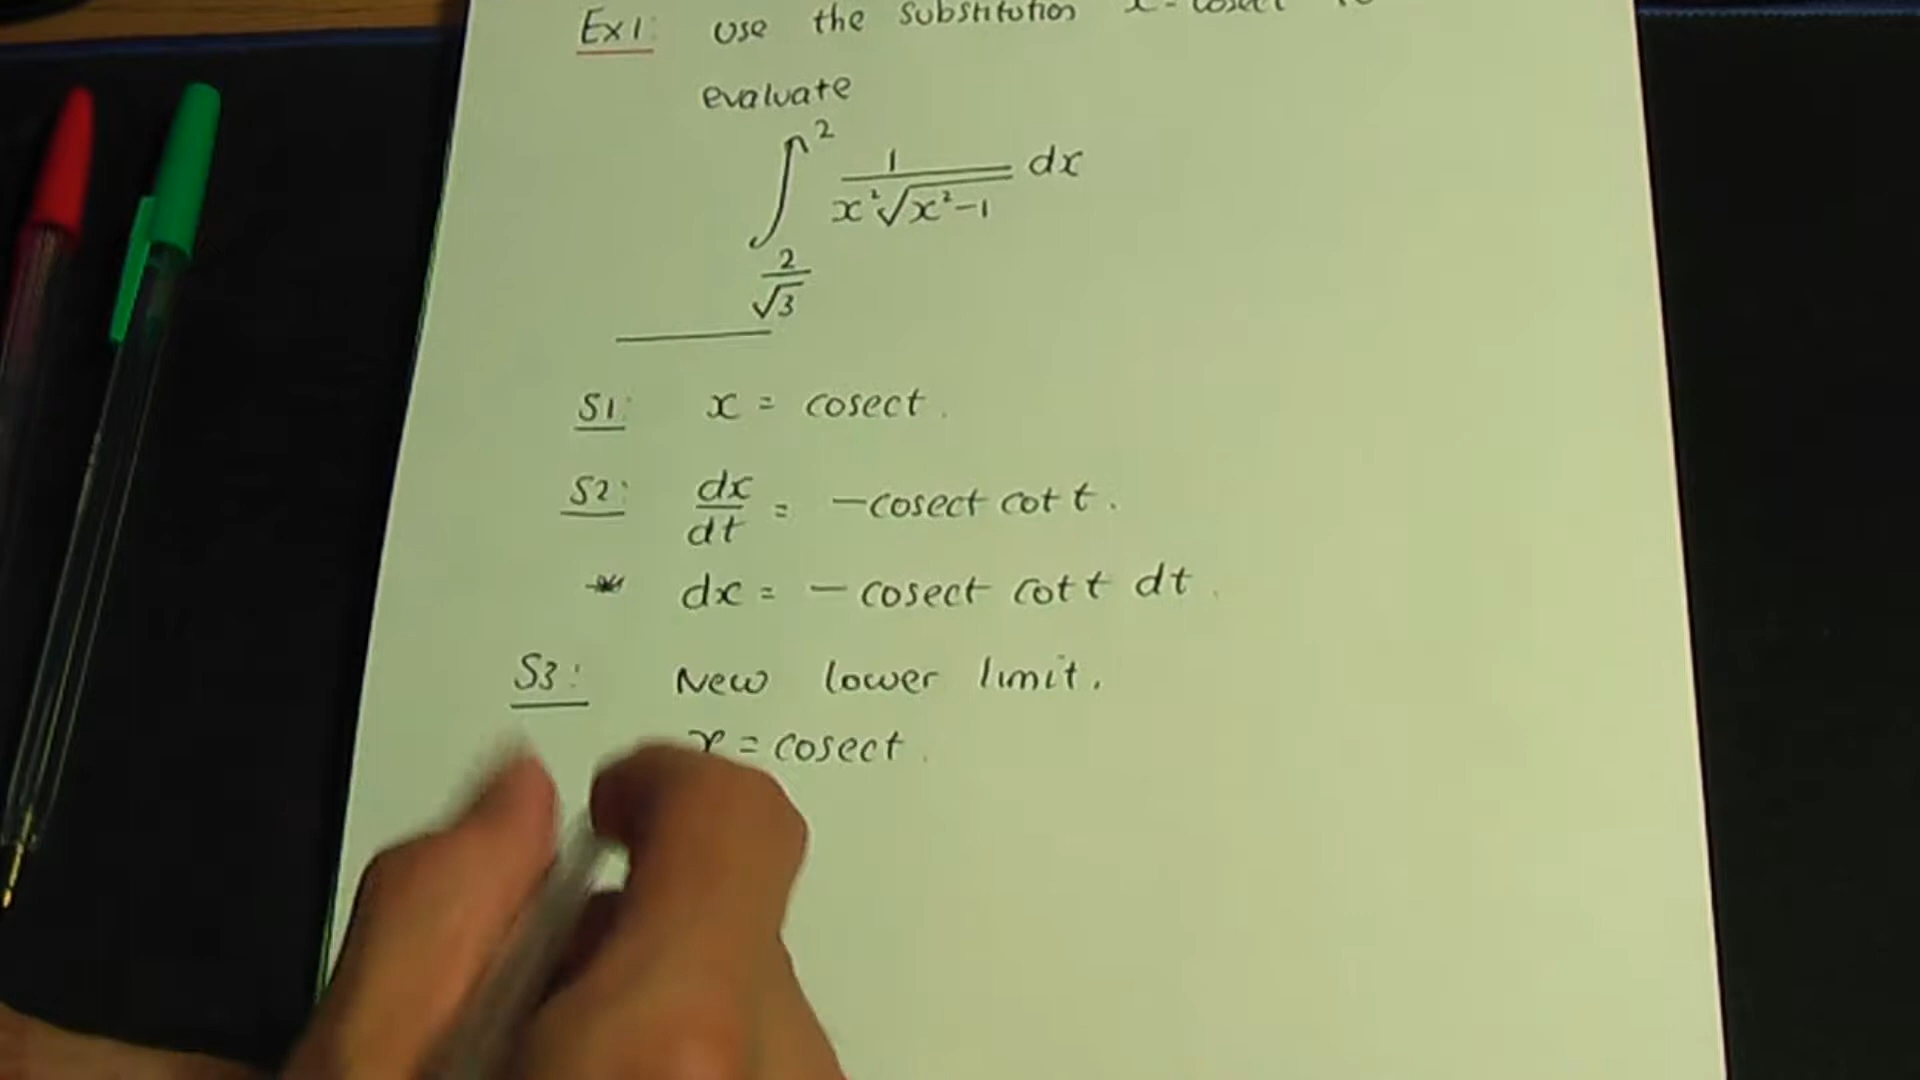 Ex1: use the substitution x = cosect to
evaluate
∫ 2 1 dx
x²√x²-1
2
√3
S1: x = cosect.
S2: dx/dt = -cosect cot t.
* dx = - cosect cot t dt.
S3: New lower limit.
x = cosect.